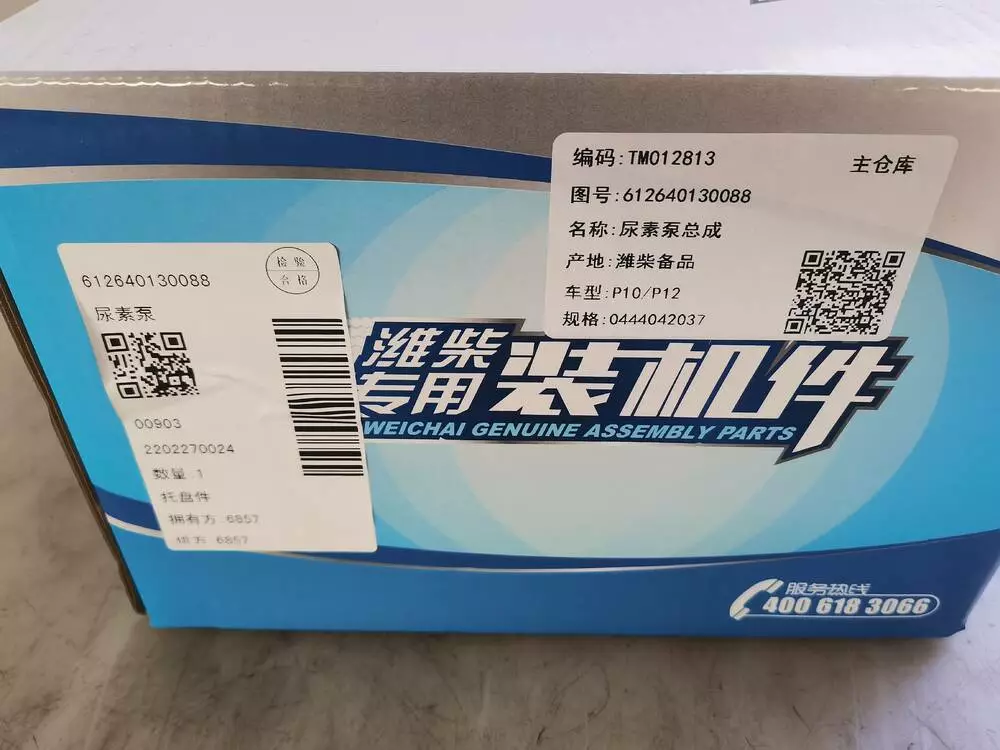 编码:TM012813
主仓库
图号:612640130088
名称:尿素泵总成
产地:潍柴备品
车型:P10/P12
规格:0444042037
612640130088
检验
合格
尿素泵
00903
2202270024
数量:1
托盘件
拥有方:6857
供方:6857
潍柴
专用
装机件
WEICHAI GENUINE ASSEMBLY PARTS
服务热线
400 618 3066